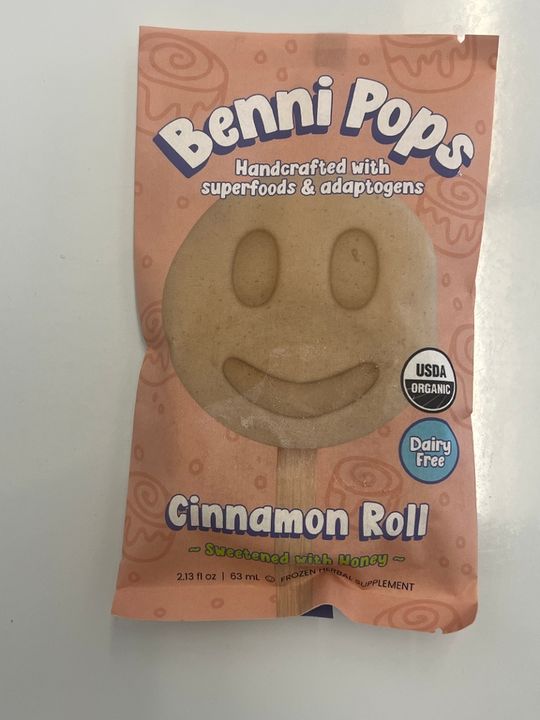 Benni Pops
Handcrafted with
superfoods & adaptogens
USDA
ORGANIC
Dairy
Free
Cinnamon Roll
~ Sweetened with Honey ~
2.13 fl oz | 63 mL FROZEN HERBAL SUPPLEMENT